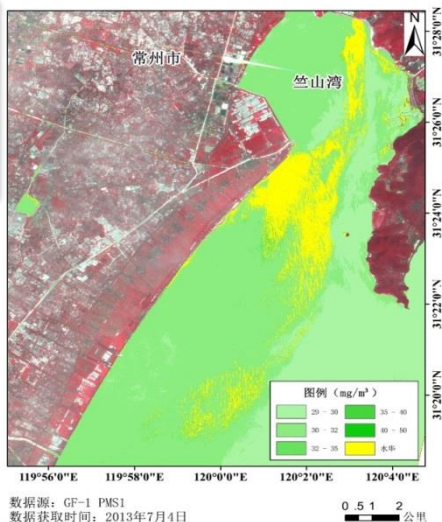 N
常州市
竺山湾
31°28'0"N
31°26'0"N
31°24'0"N
31°22'0"N
31°20'0"N
图例（mg/m³）
29 - 30
35 - 40
30 - 32
40 - 50
32 - 35
水华
119°56'0"E
119°58'0"E
120°0'0"E
120°2'0"E
120°4'0"E
数据源：GF-1 PMS1
数据获取时间：2013年7月4日
0 .5 1 2
公里